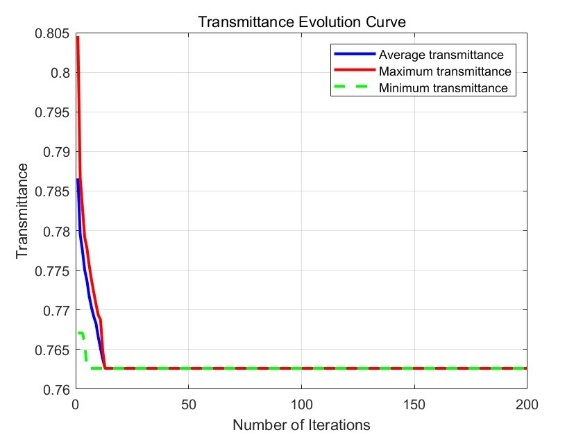 Transmittance Evolution Curve
0.805
0.8
0.795
0.79
0.785
0.78
0.775
0.77
0.765
0.76
Transmittance
Average transmittance
Maximum transmittance
Minimum transmittance
0 50 100 150 200
Number of Iterations